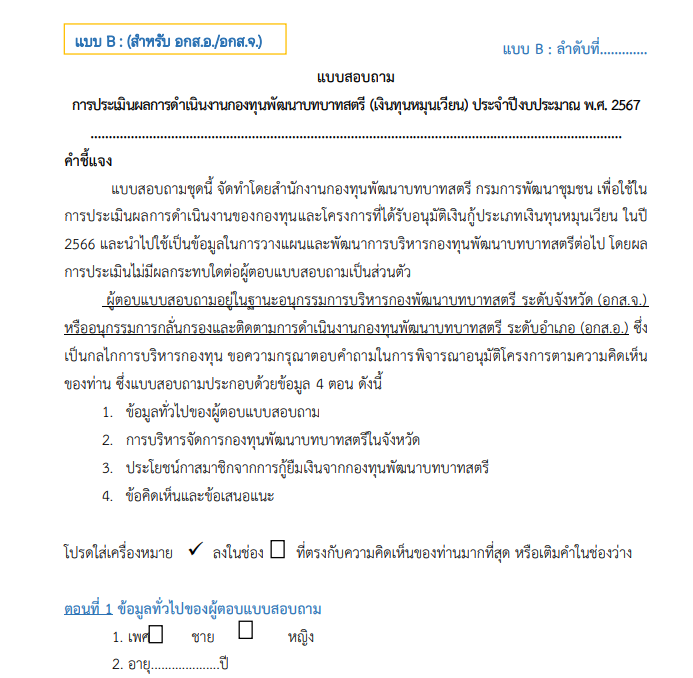 แบบ B : (สำหรับ อกส.อ./อกส.จ.)
แบบ B : ลำดับที่.............
แบบสอบถาม
การประเมินผลการดำเนินงานกองทุนพัฒนาบทบาทสตรี (เงินทุนหมุนเวียน) ประจำปีงบประมาณ พ.ศ. 2567
................................................................................................................................................
คำชี้แจง
แบบสอบถามชุดนี้ จัดทำโดยสำนักงานกองทุนพัฒนาบทบาทสตรี กรมการพัฒนาชุมชน เพื่อใช้ใน
การประเมินผลการดำเนินงานของกองทุนและโครงการที่ได้รับอนุมัติเงินกู้ประเภทเงินทุนหมุนเวียน ในปี
2566 และนำไปใช้เป็นข้อมูลในการวางแผนและพัฒนาการบริหารกองทุนพัฒนาบทบาทสตรีต่อไป โดยผล
การประเมินไม่มีผลกระทบใดต่อผู้ตอบแบบสอบถามเป็นส่วนตัว
ผู้ตอบแบบสอบถามอยู่ในฐานะอนุกรรมการบริหารกองพัฒนาบทบาทสตรี ระดับจังหวัด (อกส.จ.)
หรืออนุกรรมการกลั่นกรองและติดตามการดำเนินงานกองทุนพัฒนาบทบาทสตรี ระดับอำเภอ (อกส.อ.) ซึ่ง
เป็นกลไกการบริหารกองทุน ขอความกรุณาตอบคำถามในการพิจารณาอนุมัติโครงการตามความคิดเห็น
ของท่าน ซึ่งแบบสอบถามประกอบด้วยข้อมูล 4 ตอน ดังนี้
1. ข้อมูลทั่วไปของผู้ตอบแบบสอบถาม
2. การบริหารจัดการกองทุนพัฒนาบทบาทสตรีในจังหวัด
3. ประโยชน์กาสมาชิกจากการกู้ยืมเงินจากกองทุนพัฒนาบทบาทสตรี
4. ข้อคิดเห็นและข้อเสนอแนะ
โปรดใส่เครื่องหมาย ✓ ลงในช่อง □ ที่ตรงกับความคิดเห็นของท่านมากที่สุด หรือเติมคำในช่องว่าง
ตอนที่ 1 ข้อมูลทั่วไปของผู้ตอบแบบสอบถาม
1. เพศ □ ชาย □ หญิง
2. อายุ....................ปี